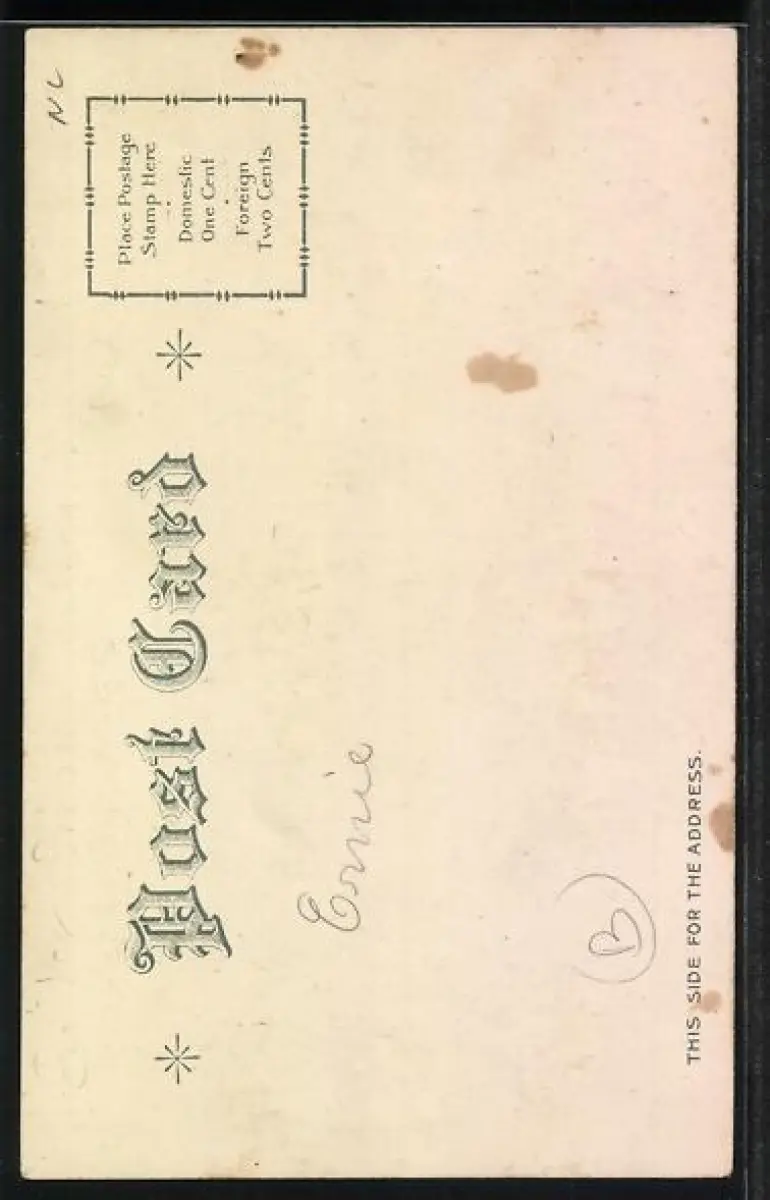 NC
Place Postage
Stamp Here
Domestic
One Cent
Foreign
Two Cents
Post Card
Ernie
B
THIS SIDE FOR THE ADDRESS.